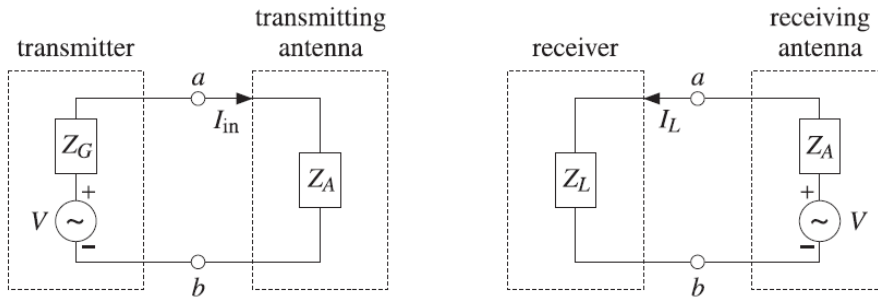 transmitter
transmitting
antenna
a
I_in
Z_G
Z_A
+
V
~
−
b
receiver
receiving
antenna
a
I_L
Z_L
Z_A
+
~
V
−
b